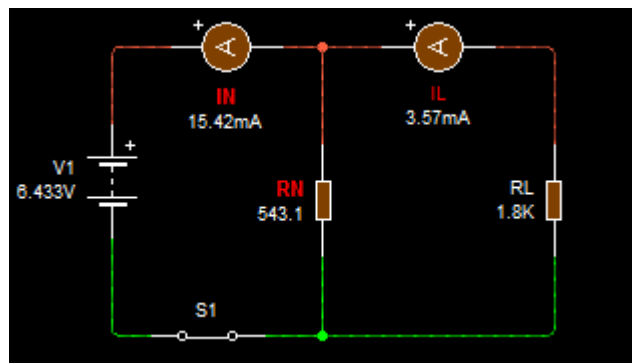 +
A
+
A
IN
15.42mA
IL
3.57mA
+
V1
6.433V
RN
543.1
RL
1.8K
S1